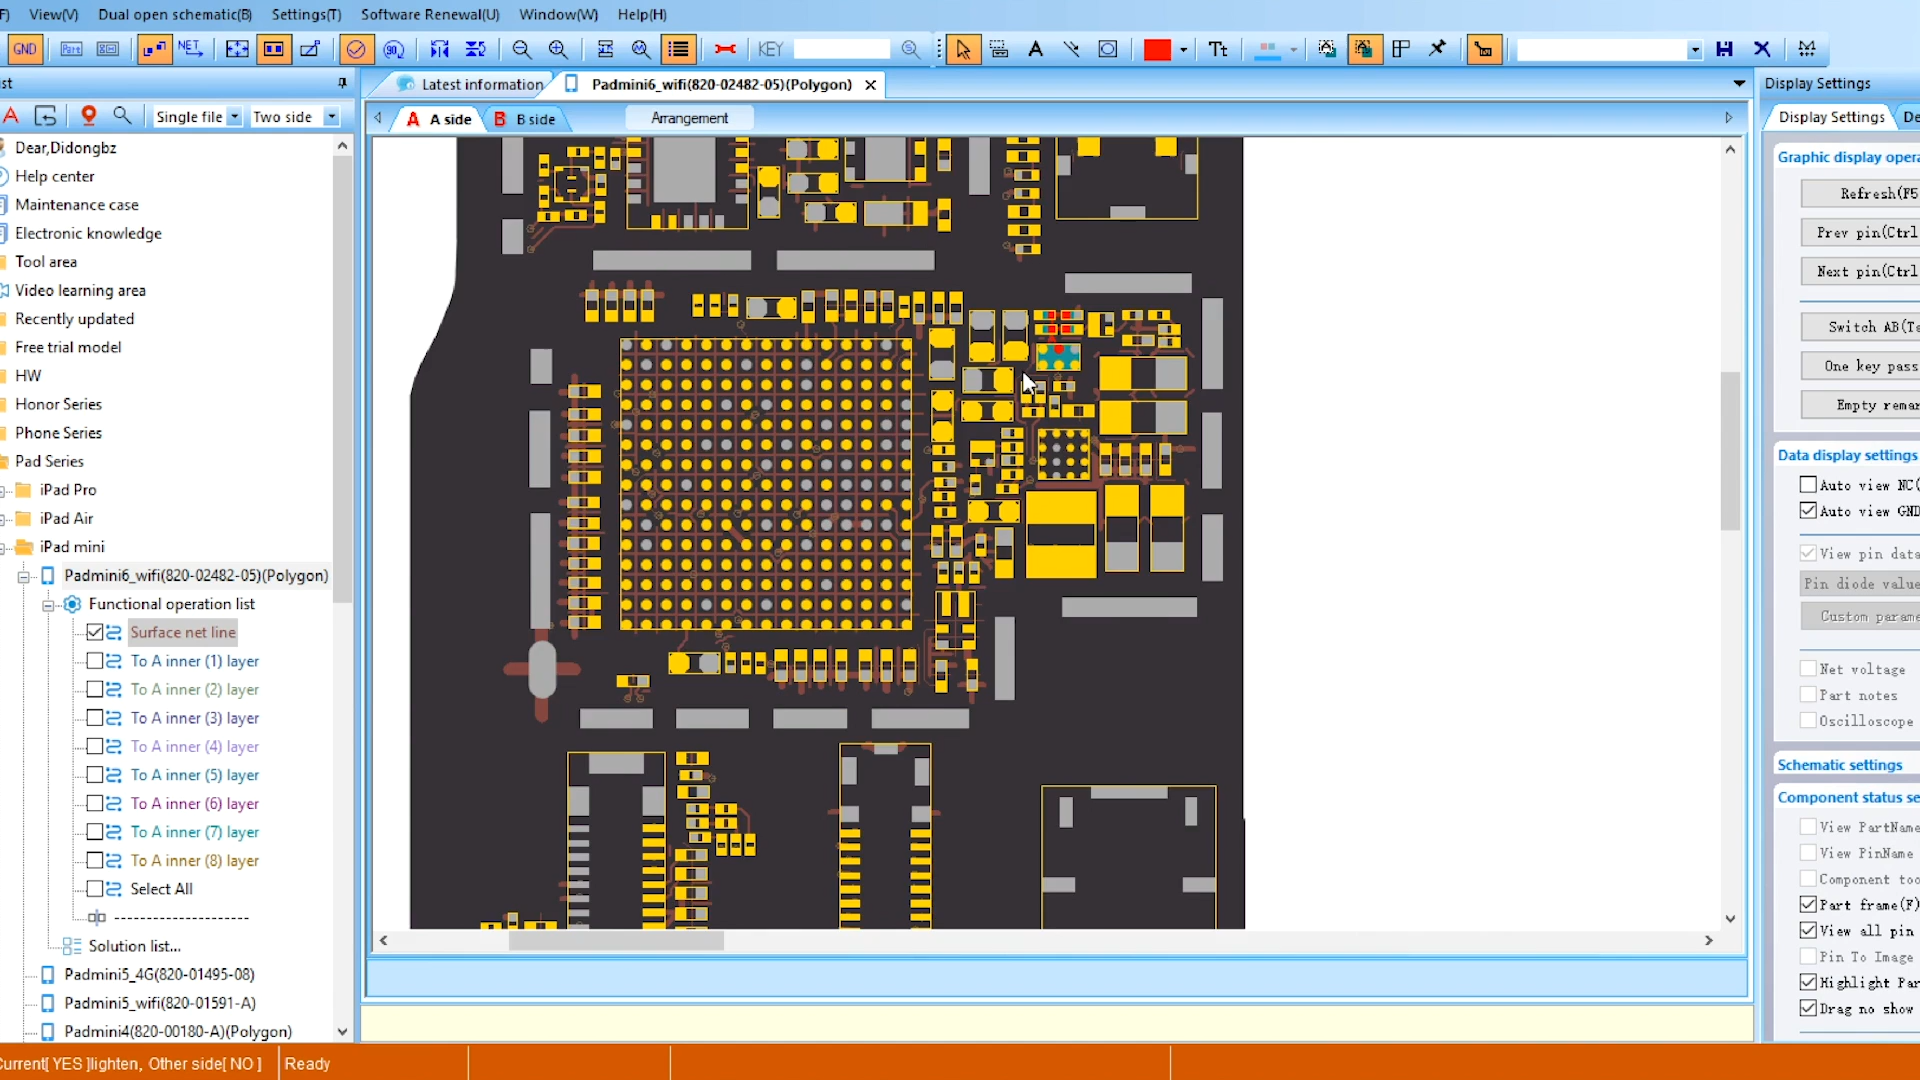 F) View(V) Dual open schematic(B) Settings(T) Software Renewal(U) Window(W) Help(H)
GND Part NET KEY Tt
st Latest information Padmini6_wifi(820-02482-05)(Polygon) Display Settings
Single file Two side A A side B B side Arrangement Display Settings De
Dear,Didongbz
Help center
Maintenance case
Electronic knowledge
Tool area
Video learning area
Recently updated
Free trial model
HW
Honor Series
Phone Series
Pad Series
iPad Pro
iPad Air
iPad mini
Padmini6_wifi(820-02482-05)(Polygon)
Functional operation list
Surface net line
To A inner (1) layer
To A inner (2) layer
To A inner (3) layer
To A inner (4) layer
To A inner (5) layer
To A inner (6) layer
To A inner (7) layer
To A inner (8) layer
Select All
--------------------
Solution list...
Padmini5_4G(820-01495-08)
Padmini5_wifi(820-01591-A)
Padmini4(820-00180-A)(Polygon)
Graphic display opera
Refresh(F5
Prev pin(Ctrl
Next pin(Ctrl
Switch AB(Te
One key pass
Empty remar
Data display settings
Auto view NC(
Auto view GND
View pin data
Pin diode value
Custom parame
Net voltage
Part notes
Oscilloscope
Schematic settings
Component status se
View PartName
View PinName
Component too
Part frame(F)
View all pin
Pin To Image
Highlight Par
Drag no show
Current[ YES ]lighten, Other side[ NO ] Ready